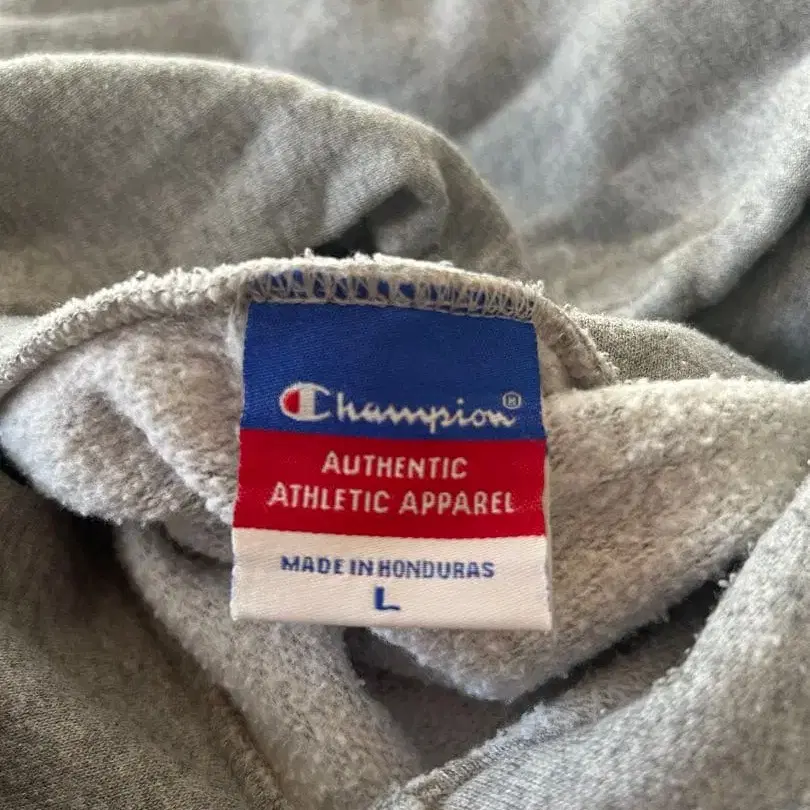 Champion®
AUTHENTIC
ATHLETIC APPAREL
MADE IN HONDURAS
L